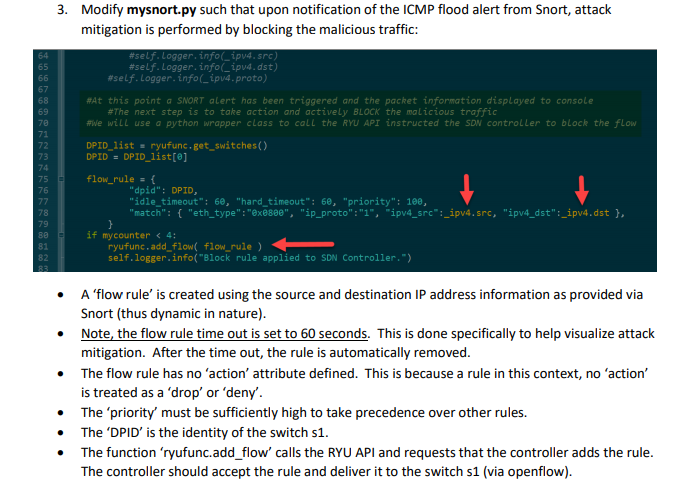 3. Modify mysnort.py such that upon notification of the ICMP flood alert from Snort, attack
mitigation is performed by blocking the malicious traffic:
64 #self.logger.info(_ipv4.src)
65 #self.logger.info(_ipv4.dst)
66 #self.logger.info(_ipv4.proto)
67
68 #At this point a SNORT alert has been triggered and the packet information displayed to console
69 #The next step is to take action and actively BLOCK the malicious traffic
70 #We will use a python wrapper class to call the RYU API instructed the SDN controller to block the flow
71
72 DPID_list = ryufunc.get_switches()
73 DPID = DPID_list[0]
74
75 flow_rule = {
76 "dpid": DPID,
77 "idle_timeout": 60, "hard_timeout": 60, "priority": 100,
78 "match": { "eth_type":"0x0800", "ip_proto":"1", "ipv4_src":_ipv4.src, "ipv4_dst":_ipv4.dst },
79 }
80 if mycounter < 4:
81 ryufunc.add_flow( flow_rule )
82 self.logger.info("Block rule applied to SDN Controller.")
83
• A ‘flow rule’ is created using the source and destination IP address information as provided via
Snort (thus dynamic in nature).
• Note, the flow rule time out is set to 60 seconds. This is done specifically to help visualize attack
mitigation. After the time out, the rule is automatically removed.
• The flow rule has no ‘action’ attribute defined. This is because a rule in this context, no ‘action’
is treated as a ‘drop’ or ‘deny’.
• The ‘priority’ must be sufficiently high to take precedence over other rules.
• The ‘DPID’ is the identity of the switch s1.
• The function ‘ryufunc.add_flow’ calls the RYU API and requests that the controller adds the rule.
The controller should accept the rule and deliver it to the switch s1 (via openflow).